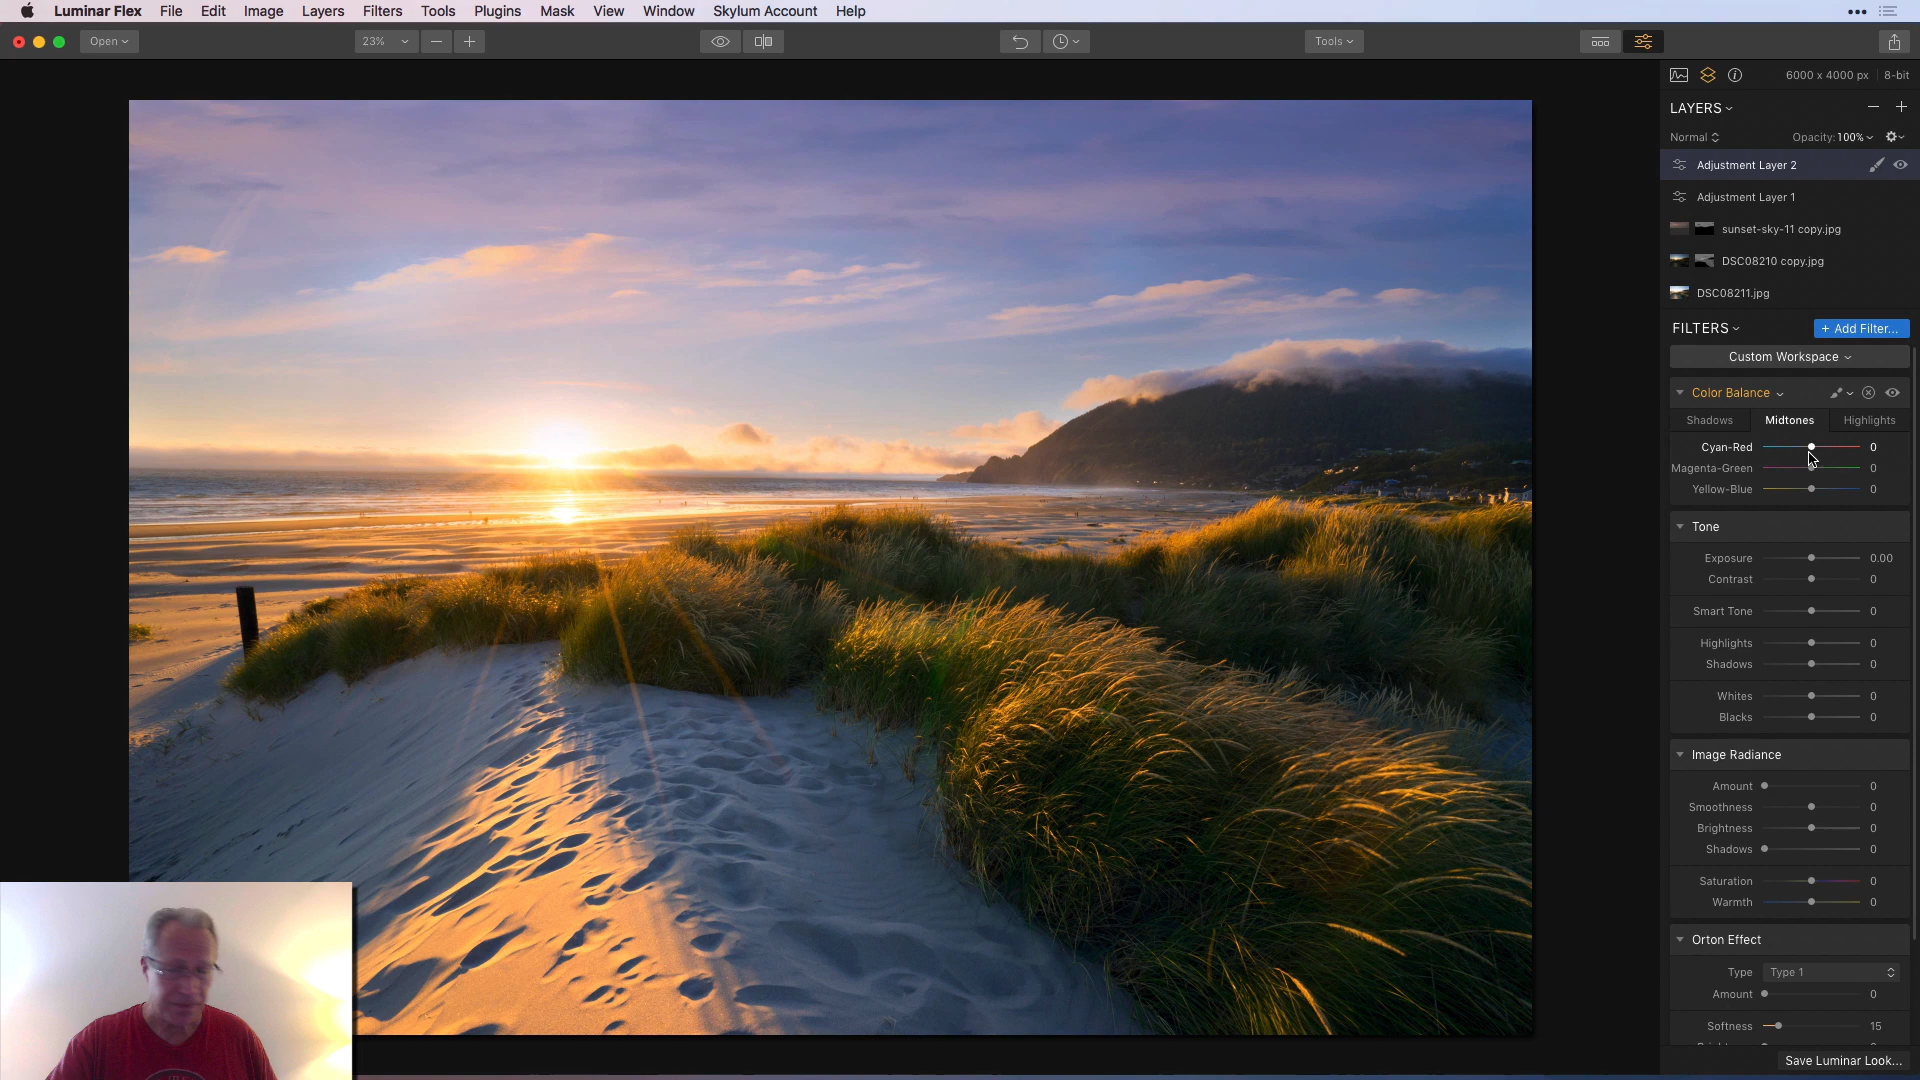 Luminar Flex File Edit Image Layers Filters Tools Plugins Mask View Window Skylum Account Help
Open 23% Tools
6000 x 4000 px 8-bit
LAYERS
Normal Opacity: 100%
Adjustment Layer 2
Adjustment Layer 1
sunset-sky-11 copy.jpg
DSC08210 copy.jpg
DSC08211.jpg
FILTERS + Add Filter...
Custom Workspace
Color Balance
Shadows Midtones Highlights
Cyan-Red 0
Magenta-Green 0
Yellow-Blue 0
Tone
Exposure 0.00
Contrast 0
Smart Tone 0
Highlights 0
Shadows 0
Whites 0
Blacks 0
Image Radiance
Amount 0
Smoothness 0
Brightness 0
Shadows 0
Saturation 0
Warmth 0
Orton Effect
Type Type 1
Amount 0
Softness 15
Save Luminar Look...